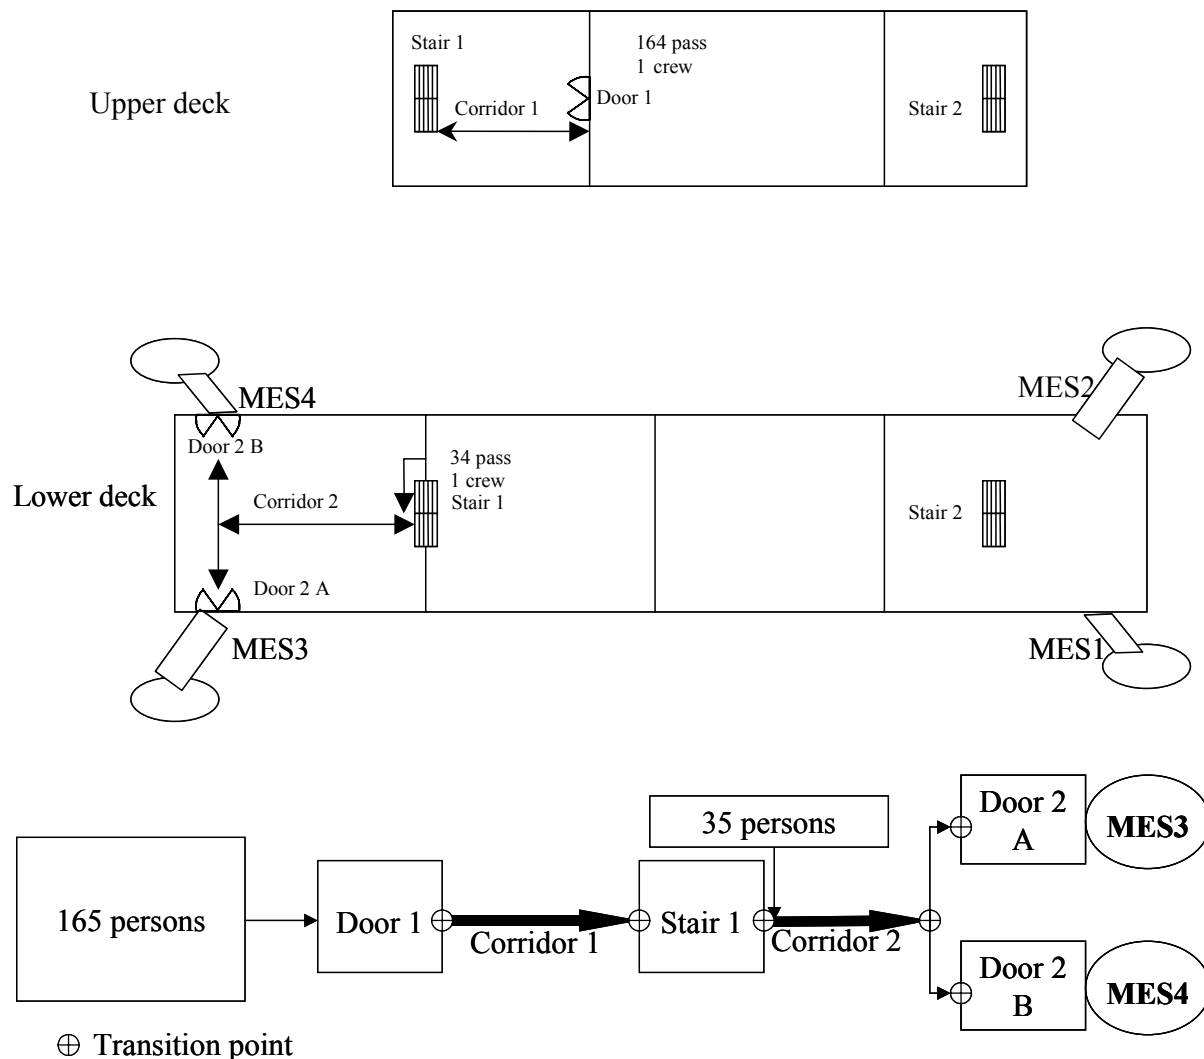 Stair 1
164 pass
1 crew
Upper deck
Corridor 1
Door 1
Stair 2
MES4
MES2
Door 2 B
34 pass
1 crew
Stair 1
Lower deck
Corridor 2
Stair 2
Door 2 A
MES3
MES1
35 persons
Door 2
A
MES3
165 persons
Door 1
Corridor 1
Stair 1
Corridor 2
Door 2
B
MES4
Transition point